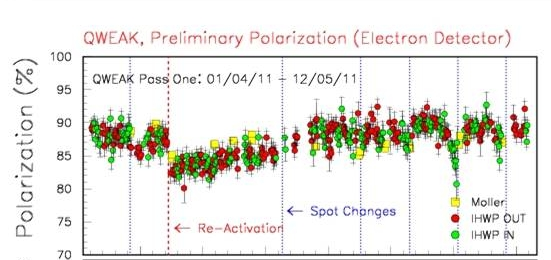 QWEAK, Preliminary Polarization (Electron Detector)
Polarization (%)
100
95
90
85
80
75
70
QWEAK Pass One: 01/04/11 – 12/05/11
Spot Changes
Re-Activation
Moller
IHWP OUT
IHWP IN